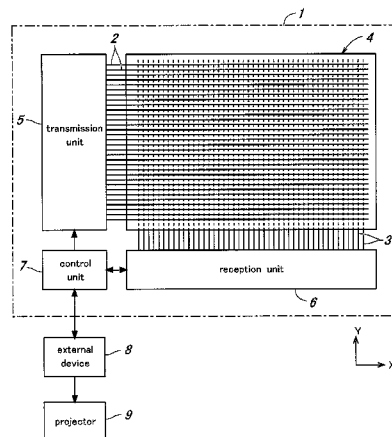 1
2
4
5
transmission
unit
3
7
control
unit
reception unit
6
external
device
8
Y
X
projector
9